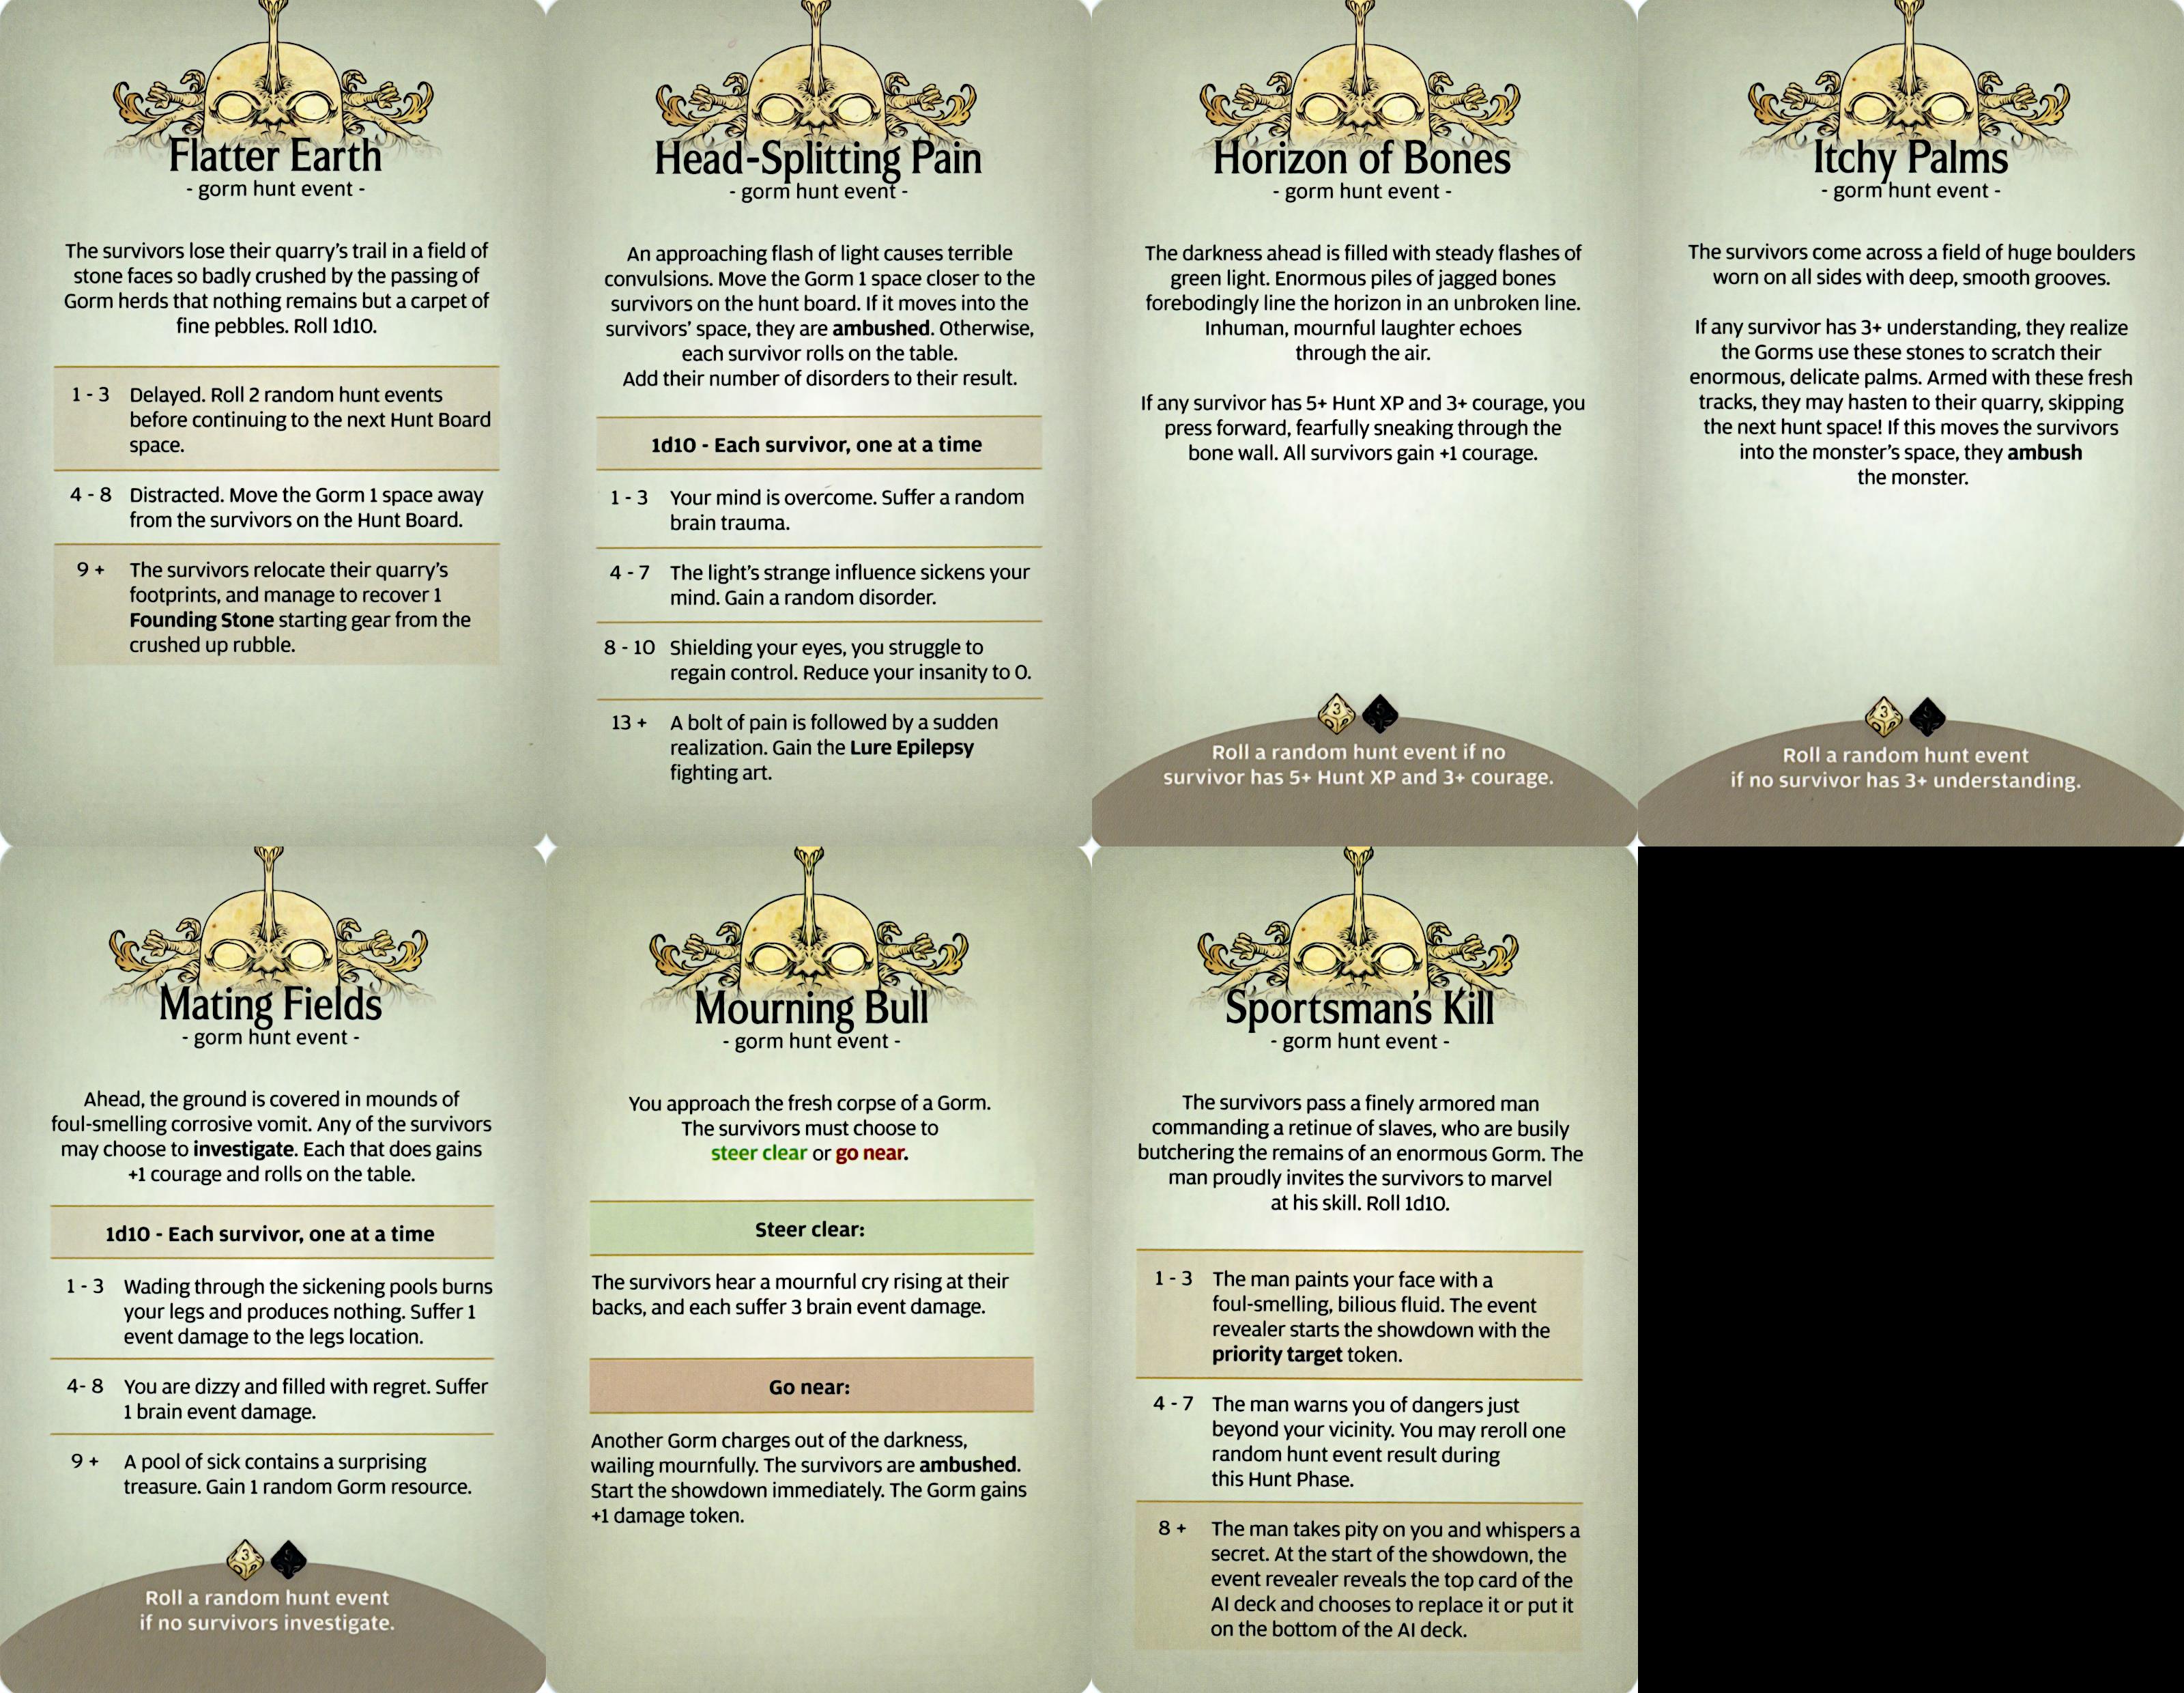 Flatter Earth
- gorm hunt event -
The survivors lose their quarry's trail in a field of
stone faces so badly crushed by the passing of
Gorm herds that nothing remains but a carpet of
fine pebbles. Roll 1d10.
1 - 3 Delayed. Roll 2 random hunt events
before continuing to the next Hunt Board
space.
4 - 8 Distracted. Move the Gorm 1 space away
from the survivors on the Hunt Board.
9 + The survivors relocate their quarry's
footprints, and manage to recover 1
Founding Stone starting gear from the
crushed up rubble.
Head-Splitting Pain
- gorm hunt event -
An approaching flash of light causes terrible
convulsions. Move the Gorm 1 space closer to the
survivors on the hunt board. If it moves into the
survivors' space, they are ambushed. Otherwise,
each survivor rolls on the table.
Add their number of disorders to their result.
1d10 - Each survivor, one at a time
1 - 3 Your mind is overcome. Suffer a random
brain trauma.
4 - 7 The light's strange influence sickens your
mind. Gain a random disorder.
8 - 10 Shielding your eyes, you struggle to
regain control. Reduce your insanity to 0.
13 + A bolt of pain is followed by a sudden
realization. Gain the Lure Epilepsy
fighting art.
Horizon of Bones
- gorm hunt event -
The darkness ahead is filled with steady flashes of
green light. Enormous piles of jagged bones
forebodingly line the horizon in an unbroken line.
Inhuman, mournful laughter echoes
through the air.
If any survivor has 5+ Hunt XP and 3+ courage, you
press forward, fearfully sneaking through the
bone wall. All survivors gain +1 courage.
3
Roll a random hunt event if no
survivor has 5+ Hunt XP and 3+ courage.
Itchy Palms
- gorm hunt event -
The survivors come across a field of huge boulders
worn on all sides with deep, smooth grooves.
If any survivor has 3+ understanding, they realize
the Gorms use these stones to scratch their
enormous, delicate palms. Armed with these fresh
tracks, they may hasten to their quarry, skipping
the next hunt space! If this moves the survivors
into the monster's space, they ambush
the monster.
3
Roll a random hunt event
if no survivor has 3+ understanding.
Mating Fields
- gorm hunt event -
Ahead, the ground is covered in mounds of
foul-smelling corrosive vomit. Any of the survivors
may choose to investigate. Each that does gains
+1 courage and rolls on the table.
1d10 - Each survivor, one at a time
1 - 3 Wading through the sickening pools burns
your legs and produces nothing. Suffer 1
event damage to the legs location.
4- 8 You are dizzy and filled with regret. Suffer
1 brain event damage.
9 + A pool of sick contains a surprising
treasure. Gain 1 random Gorm resource.
3
Roll a random hunt event
if no survivors investigate.
Mourning Bull
- gorm hunt event -
You approach the fresh corpse of a Gorm.
The survivors must choose to
steer clear or go near.
Steer clear:
The survivors hear a mournful cry rising at their
backs, and each suffer 3 brain event damage.
Go near:
Another Gorm charges out of the darkness,
wailing mournfully. The survivors are ambushed.
Start the showdown immediately. The Gorm gains
+1 damage token.
Sportsman's Kill
- gorm hunt event -
The survivors pass a finely armored man
commanding a retinue of slaves, who are busily
butchering the remains of an enormous Gorm. The
man proudly invites the survivors to marvel
at his skill. Roll 1d10.
1 - 3 The man paints your face with a
foul-smelling, bilious fluid. The event
revealer starts the showdown with the
priority target token.
4 - 7 The man warns you of dangers just
beyond your vicinity. You may reroll one
random hunt event result during
this Hunt Phase.
8 + The man takes pity on you and whispers a
secret. At the start of the showdown, the
event revealer reveals the top card of the
AI deck and chooses to replace it or put it
on the bottom of the AI deck.